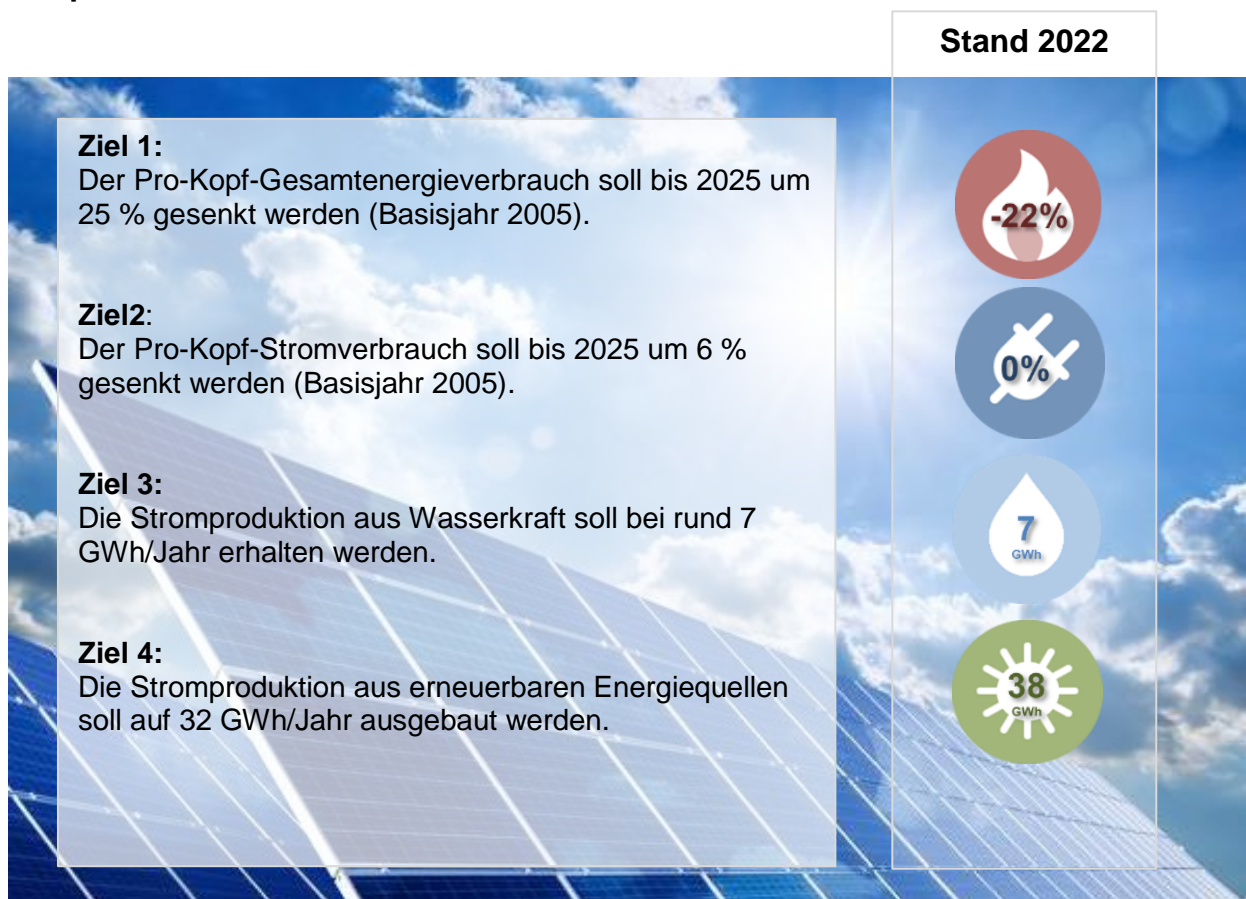 Stand 2022
Ziel 1:
Der Pro-Kopf-Gesamtenergieverbrauch soll bis 2025 um
25 % gesenkt werden (Basisjahr 2005).
-22%
Ziel2:
Der Pro-Kopf-Stromverbrauch soll bis 2025 um 6 %
gesenkt werden (Basisjahr 2005).
0%
Ziel 3:
Die Stromproduktion aus Wasserkraft soll bei rund 7
GWh/Jahr erhalten werden.
7
GWh
Ziel 4:
Die Stromproduktion aus erneuerbaren Energiequellen
soll auf 32 GWh/Jahr ausgebaut werden.
38
GWh